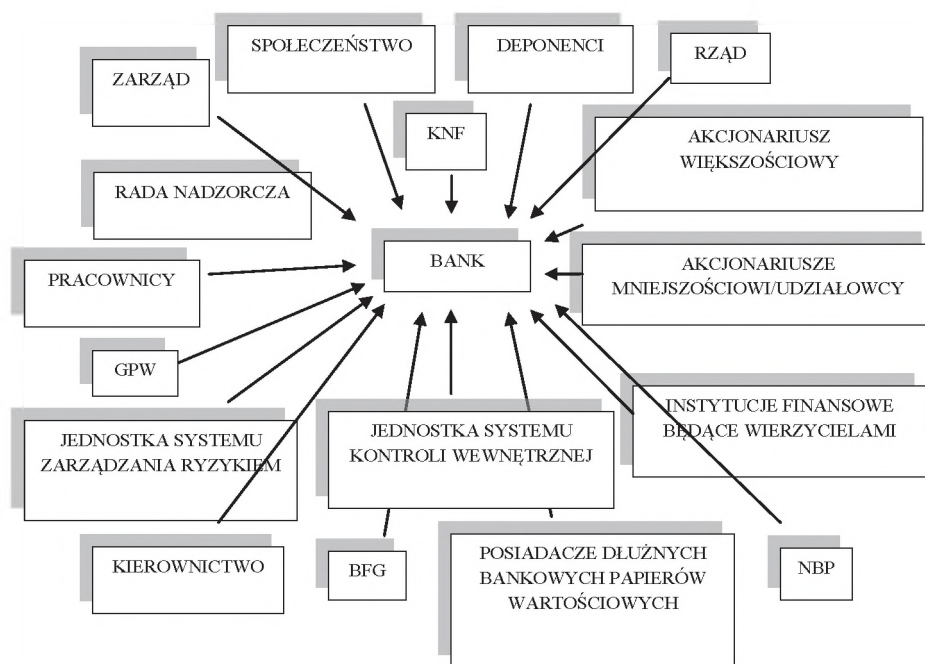 SPOŁECZEŃSTWO
DEPONENCI
RZĄD
ZARZĄD
KNF
AKCJONARIUSZ
WIĘKSZOŚCIOWY
RADA NADZORCZA
BANK
PRACOWNICY
AKCJONARIUSZE
MNIEJSZOŚCIOWI/UDZIAŁOWCY
GPW
INSTYTUCJE FINANSOWE
BĘDĄCE WIERZYCIELAMI
JEDNOSTKA SYSTEMU
ZARZĄDZANIA RYZYKIEM
JEDNOSTKA SYSTEMU
KONTROLI WEWNĘTRZNEJ
KIEROWNICTWO
BFG
POSIADACZE DŁUŻNYCH
BANKOWYCH PAPIERÓW
WARTOŚCIOWYCH
NBP